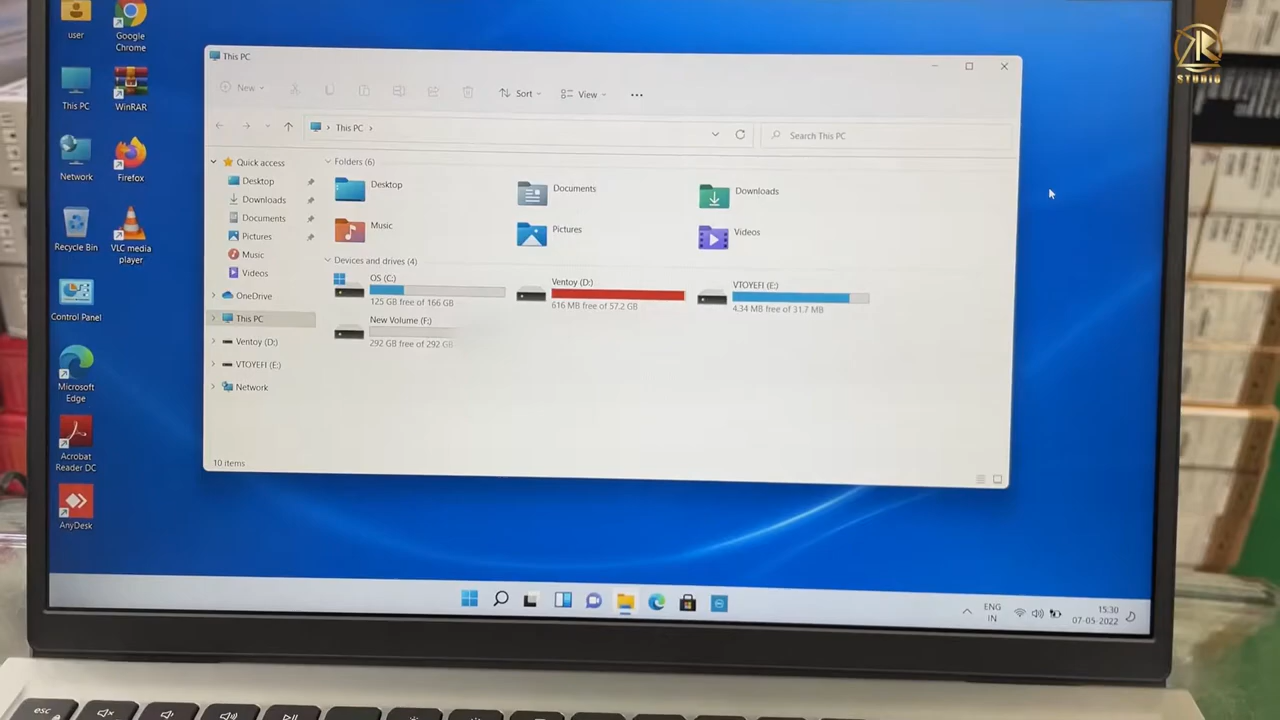 user
Google
Chrome
This PC
WinRAR
Network
Firefox
Recycle Bin
VLC media
player
Control Panel
Microsoft
Edge
Acrobat
Reader DC
AnyDesk
This PC
New
Sort
View
This PC
Search This PC
Quick access
Desktop
Downloads
Documents
Pictures
Music
Videos
OneDrive
This PC
Ventoy (D:)
VTOYEFI (E:)
Network
Folders (6)
Desktop
Documents
Downloads
Music
Pictures
Videos
Devices and drives (4)
OS (C:)
125 GB free of 166 GB
Ventoy (D:)
616 MB free of 57.2 GB
VTOYEFI (E:)
4.34 MB free of 31.7 MB
New Volume (F:)
292 GB free of 292 GB
10 items
ENG
IN
15:30
07-05-2022
esc
STUDIO